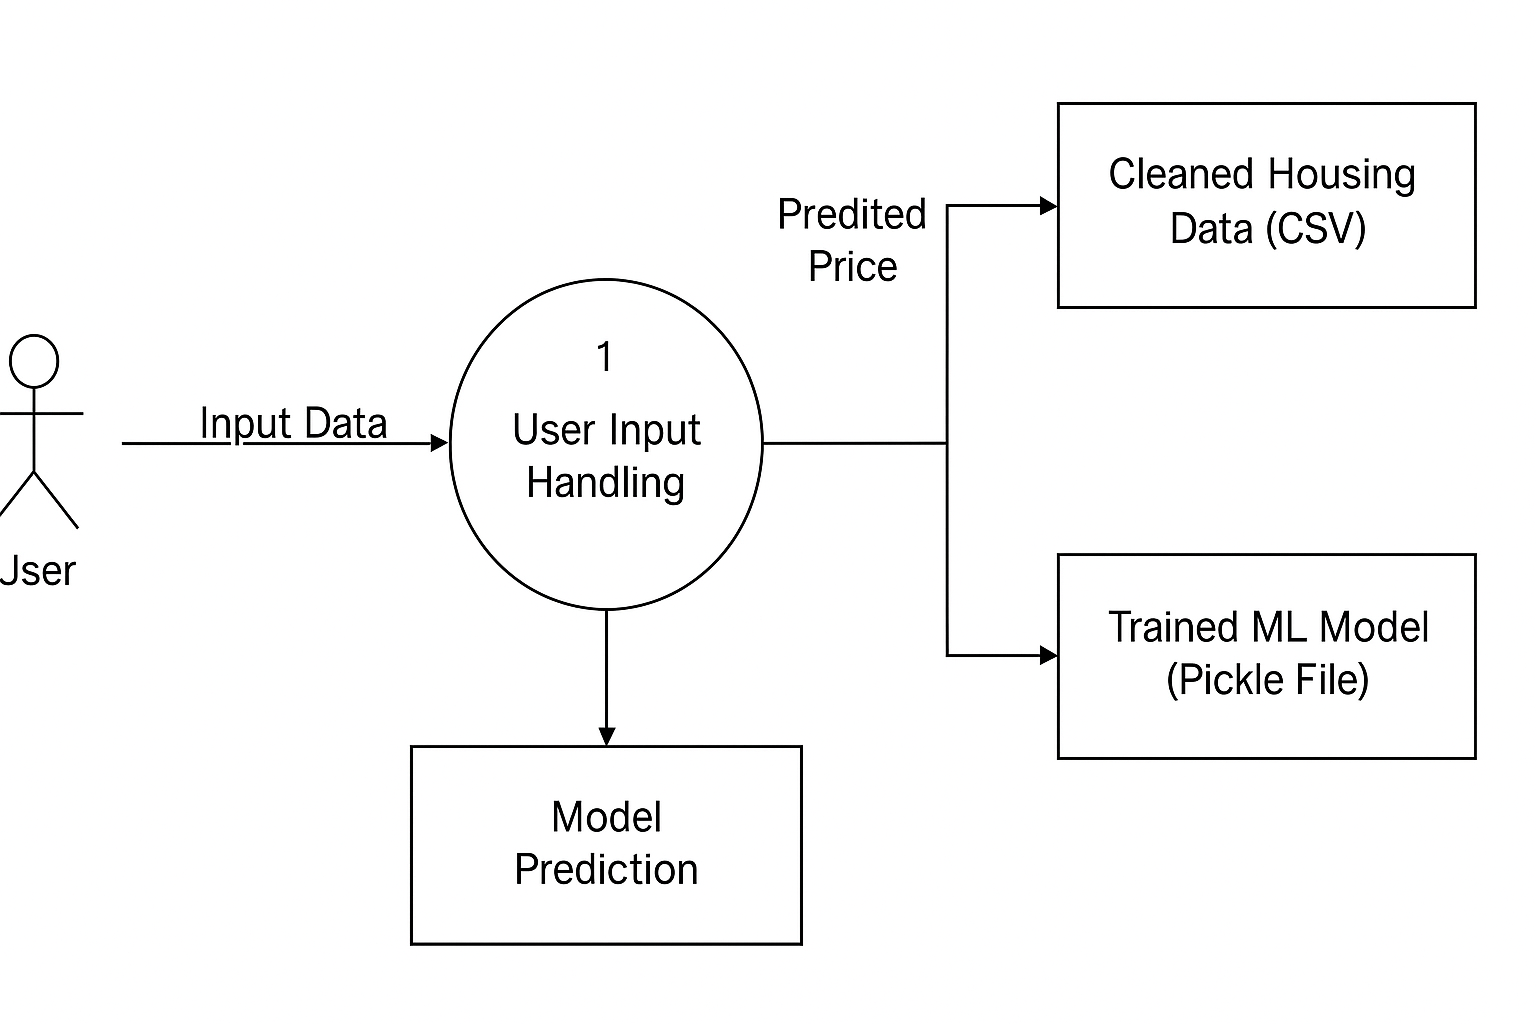 Jser
Input Data
1
User Input
Handling
Predited
Price
Cleaned Housing
Data (CSV)
Trained ML Model
(Pickle File)
Model
Prediction